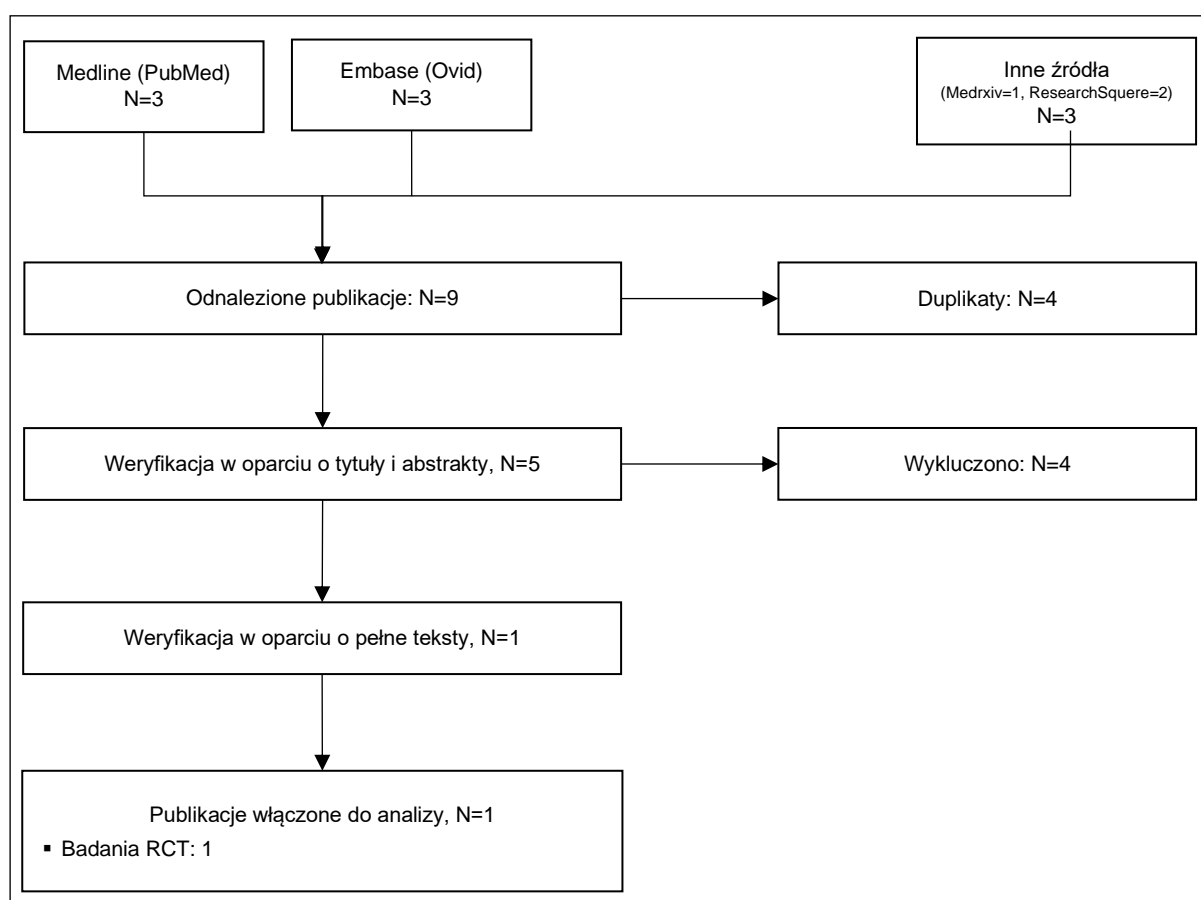 Medline (PubMed)
N=3
Embase (Ovid)
N=3
Inne źródła
(Medrxiv=1, ResearchSquere=2)
N=3
Odnalezione publikacje: N=9
Duplikaty: N=4
Weryfikacja w oparciu o tytuły i abstrakty, N=5
Wykluczono: N=4
Weryfikacja w oparciu o pełne teksty, N=1
Publikacje włączone do analizy, N=1
▪ Badania RCT: 1